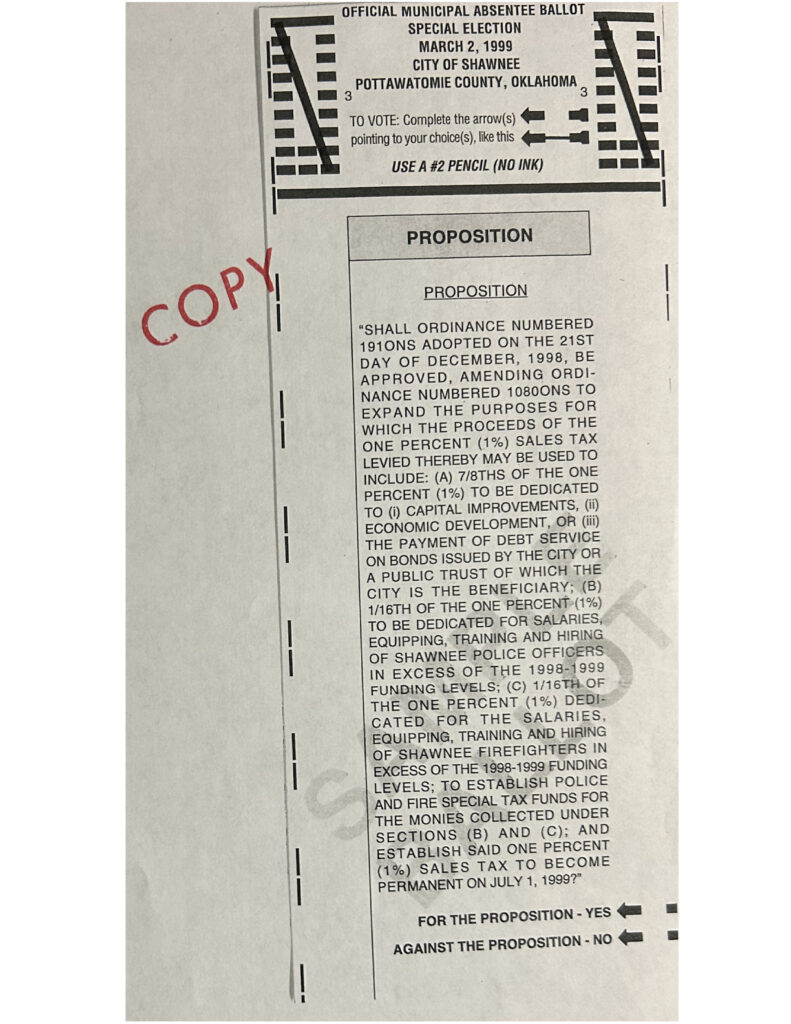 OFFICIAL MUNICIPAL ABSENTEE BALLOT
SPECIAL ELECTION
MARCH 2, 1999
CITY OF SHAWNEE
POTTAWATOMIE COUNTY, OKLAHOMA
3 3
TO VOTE: Complete the arrow(s)
pointing to your choice(s), like this
USE A #2 PENCIL (NO INK)
PROPOSITION
COPY
PROPOSITION
"SHALL ORDINANCE NUMBERED
191ONS ADOPTED ON THE 21ST
DAY OF DECEMBER, 1998, BE
APPROVED, AMENDING ORDI-
NANCE NUMBERED 1080ONS TO
EXPAND THE PURPOSES FOR
WHICH THE PROCEEDS OF THE
ONE PERCENT (1%) SALES TAX
LEVIED THEREBY MAY BE USED TO
INCLUDE: (A) 7/8THS OF THE ONE
PERCENT (1%) TO BE DEDICATED
TO (i) CAPITAL IMPROVEMENTS, (ii)
ECONOMIC DEVELOPMENT, OR (iii)
THE PAYMENT OF DEBT SERVICE
ON BONDS ISSUED BY THE CITY OR
A PUBLIC TRUST OF WHICH THE
CITY IS THE BENEFICIARY; (B)
1/16TH OF THE ONE PERCENT (1%)
TO BE DEDICATED FOR SALARIES,
EQUIPPING, TRAINING AND HIRING
OF SHAWNEE POLICE OFFICERS
IN EXCESS OF THE 1998-1999
FUNDING LEVELS; (C) 1/16TH OF
THE ONE PERCENT (1%) DEDI-
CATED FOR THE SALARIES,
EQUIPPING, TRAINING AND HIRING
OF SHAWNEE FIREFIGHTERS IN
EXCESS OF THE 1998-1999 FUNDING
LEVELS; TO ESTABLISH POLICE
AND FIRE SPECIAL TAX FUNDS FOR
THE MONIES COLLECTED UNDER
SECTIONS (B) AND (C); AND
ESTABLISH SAID ONE PERCENT
(1%) SALES TAX TO BECOME
PERMANENT ON JULY 1, 1999?"
SAMPLE
BALLOT
FOR THE PROPOSITION - YES
AGAINST THE PROPOSITION - NO